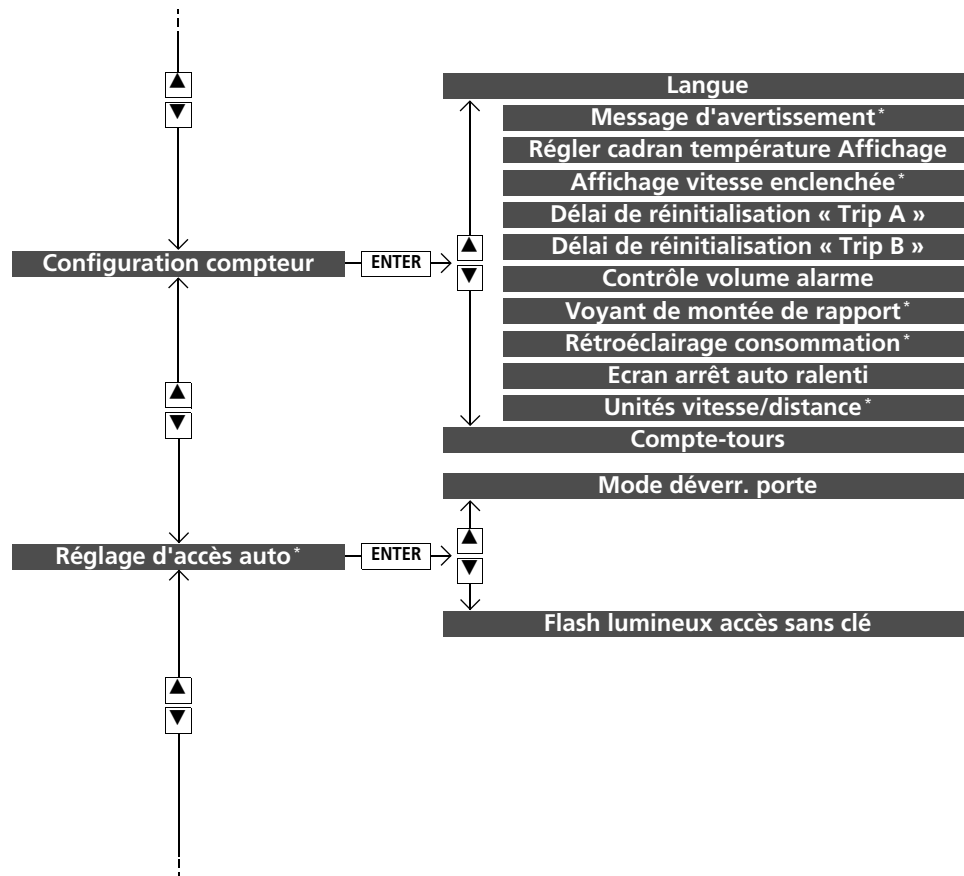 Langue
Message d'avertissement*
Régler cadran température Affichage
Affichage vitesse enclenchée*
Délai de réinitialisation « Trip A »
Délai de réinitialisation « Trip B »
Configuration compteur
ENTER
Contrôle volume alarme
Voyant de montée de rapport*
Rétroéclairage consommation*
Ecran arrêt auto ralenti
Unités vitesse/distance*
Compte-tours
Mode déverr. porte
Réglage d'accès auto*
ENTER
Flash lumineux accès sans clé